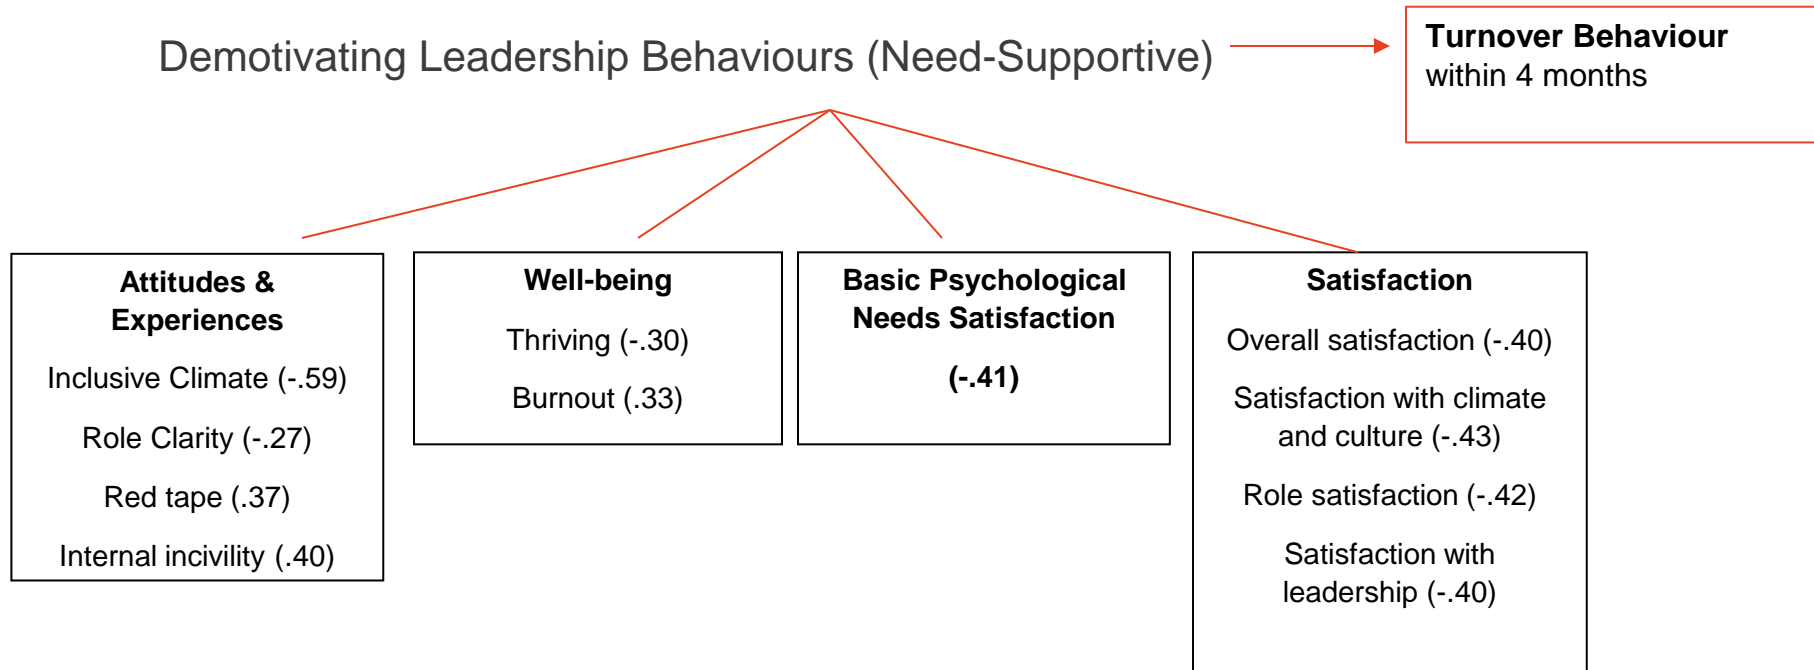 Demotivating Leadership Behaviours (Need-Supportive)
Turnover Behaviour
within 4 months
Attitudes &
Experiences
Inclusive Climate (-.59)
Role Clarity (-.27)
Red tape (.37)
Internal incivility (.40)
Well-being
Thriving (-.30)
Burnout (.33)
Basic Psychological
Needs Satisfaction
(-.41)
Satisfaction
Overall satisfaction (-.40)
Satisfaction with climate
and culture (-.43)
Role satisfaction (-.42)
Satisfaction with
leadership (-.40)